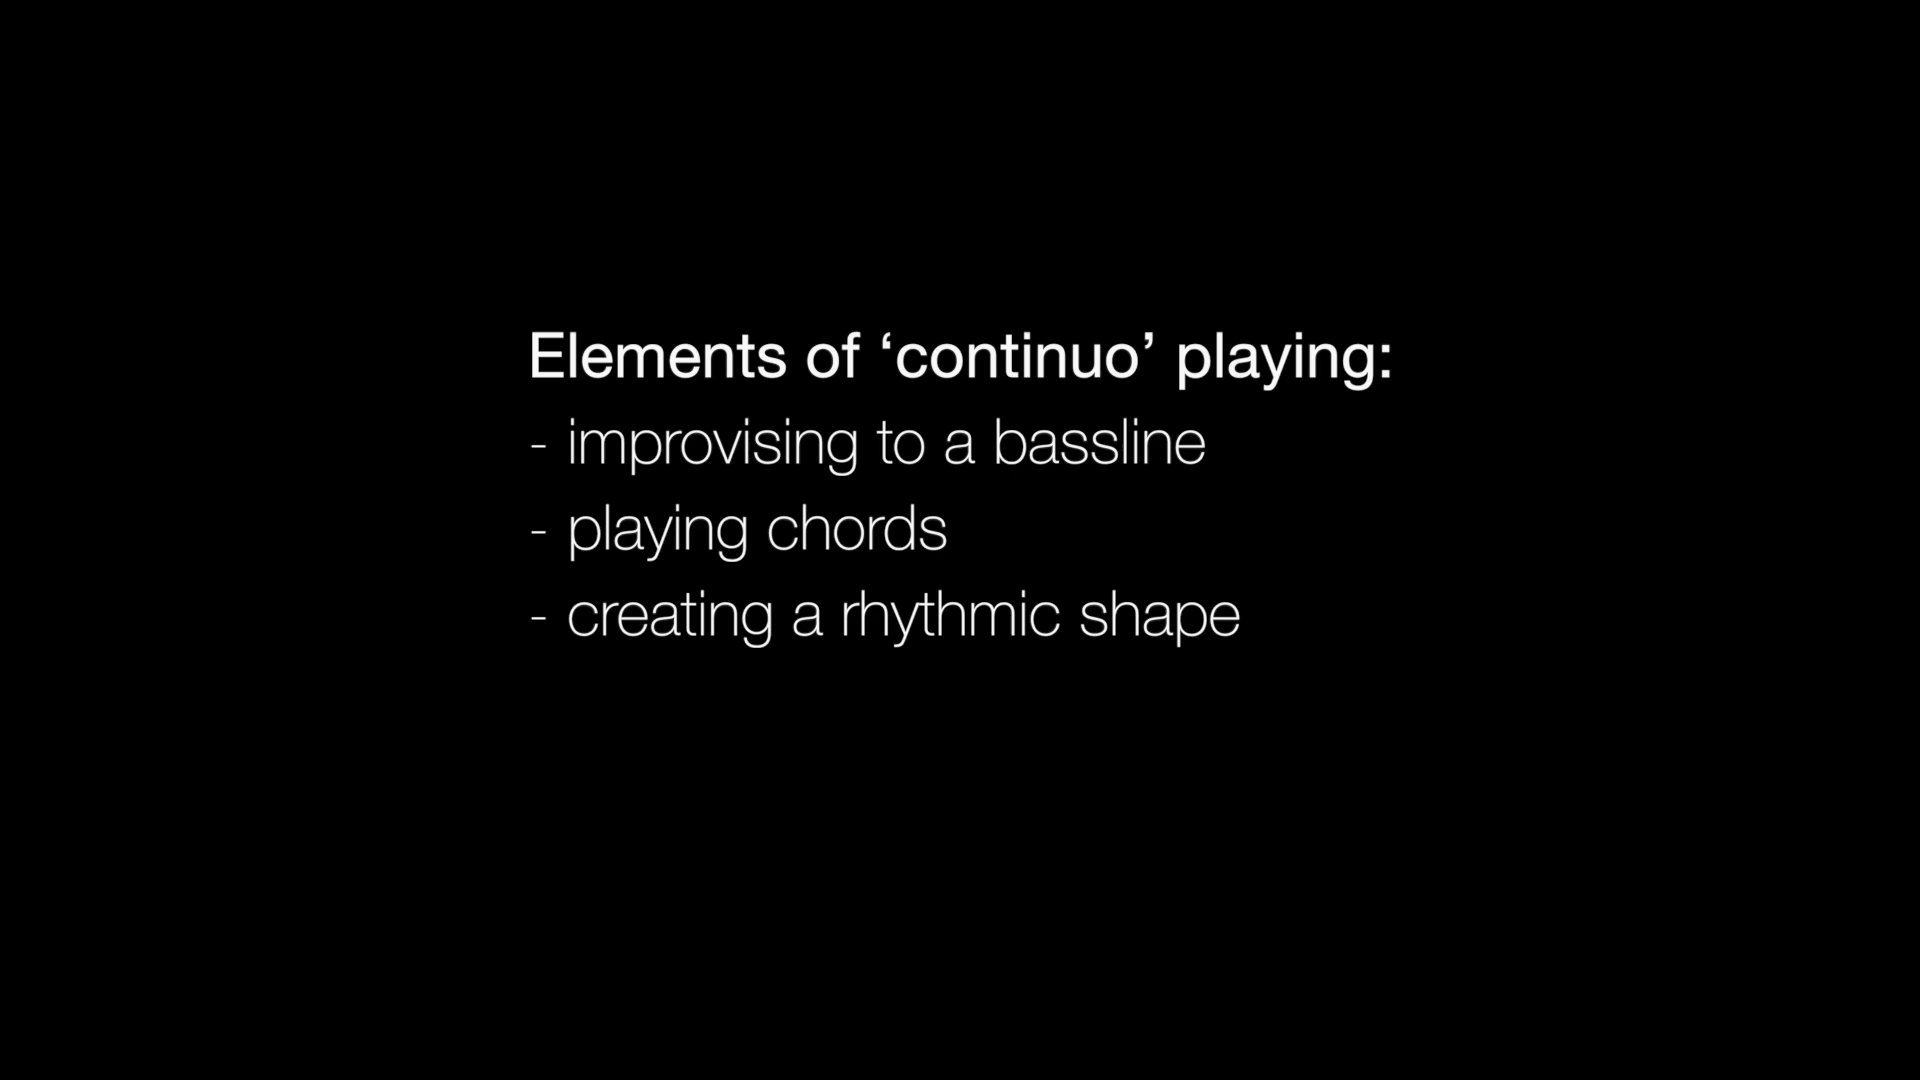 Elements of ‘continuo’ playing:
- improvising to a bassline
- playing chords
- creating a rhythmic shape